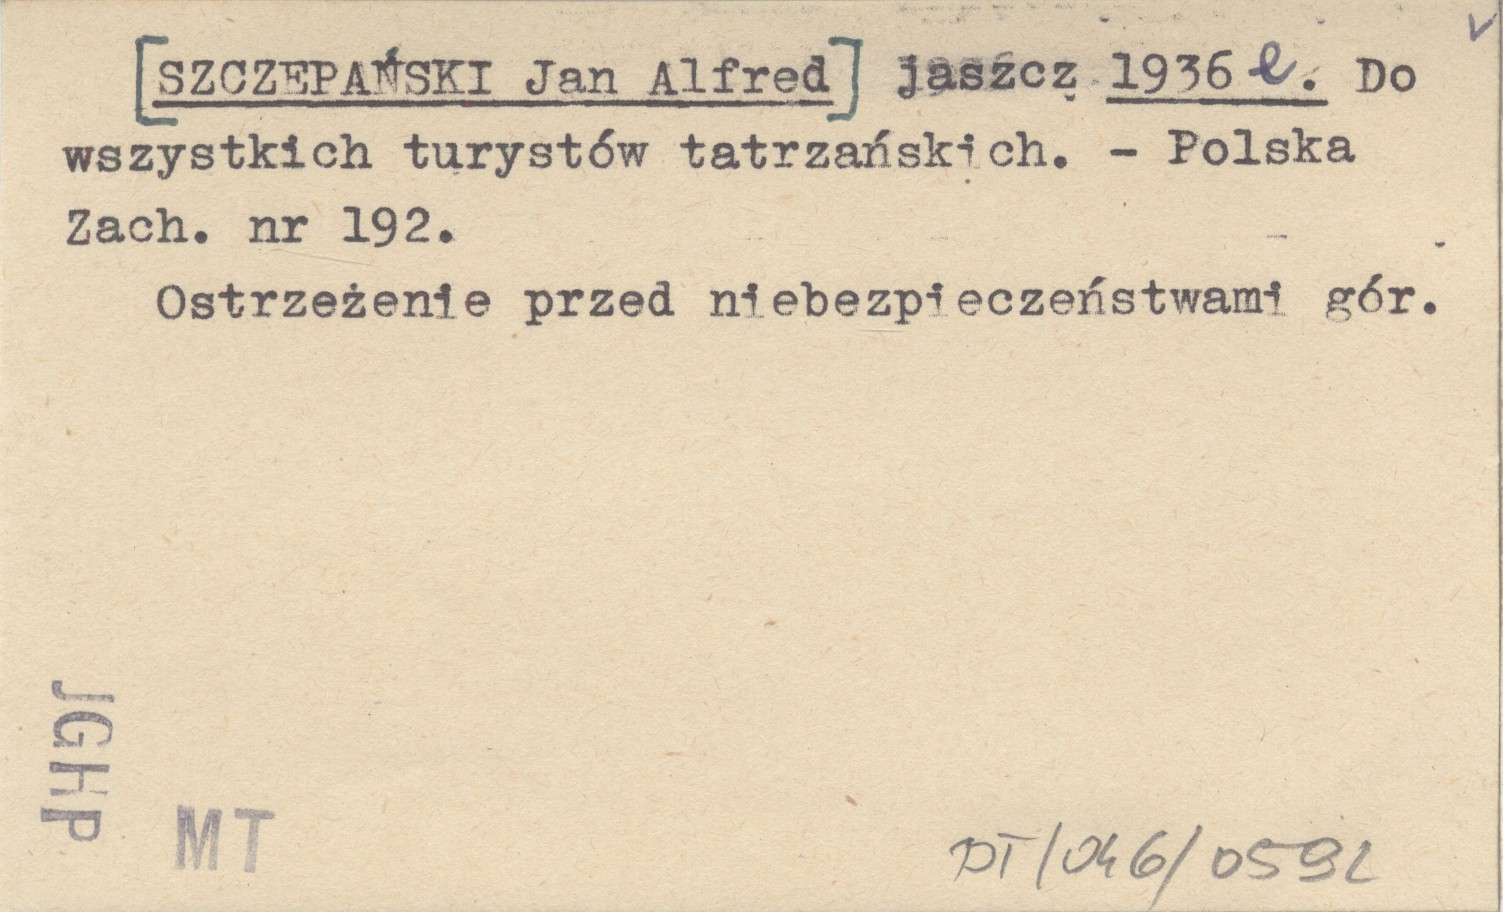 [SZCZEPAŃSKI Jan Alfred] jaszcz 1936 e. Do
wszystkich turystów tatrzańskich. - Polska
Zach. nr 192.
Ostrzeżenie przed niebezpieczeństwami gór.
JGHP
MT
DT/046/0592